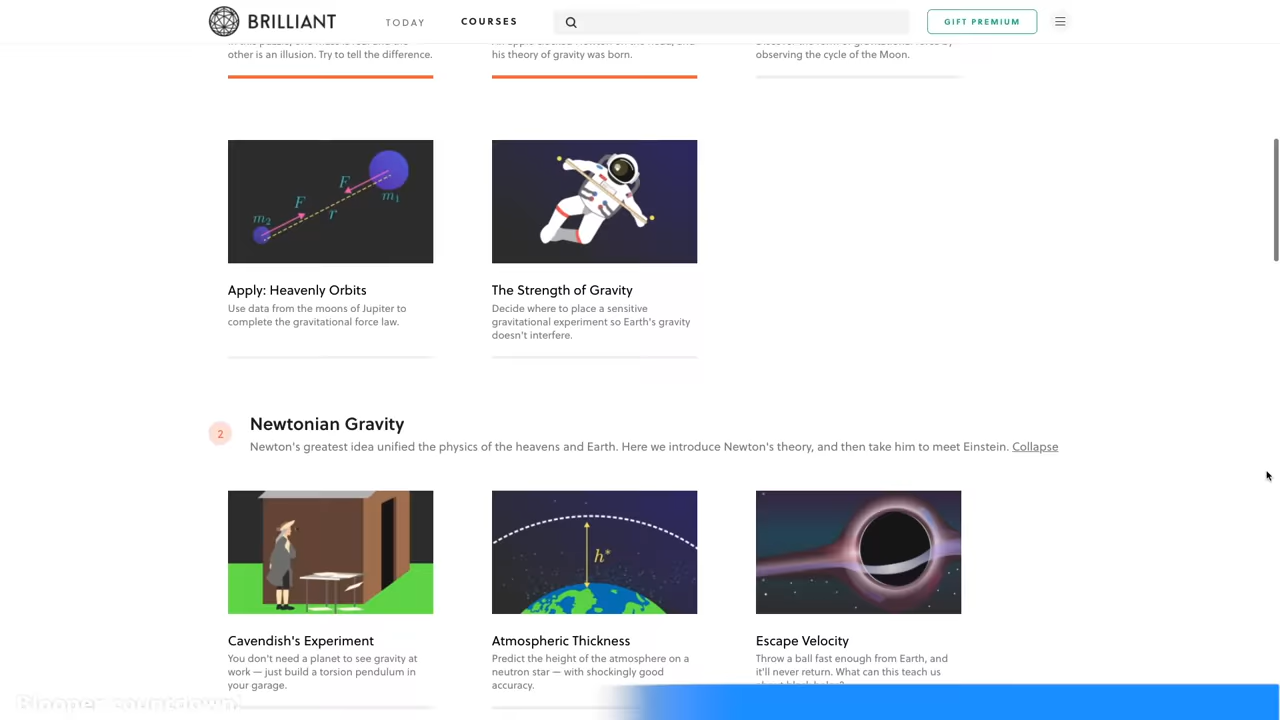 BRILLIANT
TODAY
COURSES
GIFT PREMIUM
other is an illusion. Try to tell the difference.
his theory of gravity was born.
observing the cycle of the Moon.
F
F
m1
m2
r
Apply: Heavenly Orbits
Use data from the moons of Jupiter to
complete the gravitational force law.
The Strength of Gravity
Decide where to place a sensitive
gravitational experiment so Earth's gravity
doesn't interfere.
2
Newtonian Gravity
Newton's greatest idea unified the physics of the heavens and Earth. Here we introduce Newton's theory, and then take him to meet Einstein. Collapse
h*
Cavendish's Experiment
You don't need a planet to see gravity at
work — just build a torsion pendulum in
your garage.
Atmospheric Thickness
Predict the height of the atmosphere on a
neutron star — with shockingly good
accuracy.
Escape Velocity
Throw a ball fast enough from Earth, and
it'll never return. What can this teach us
Blooper countdown!